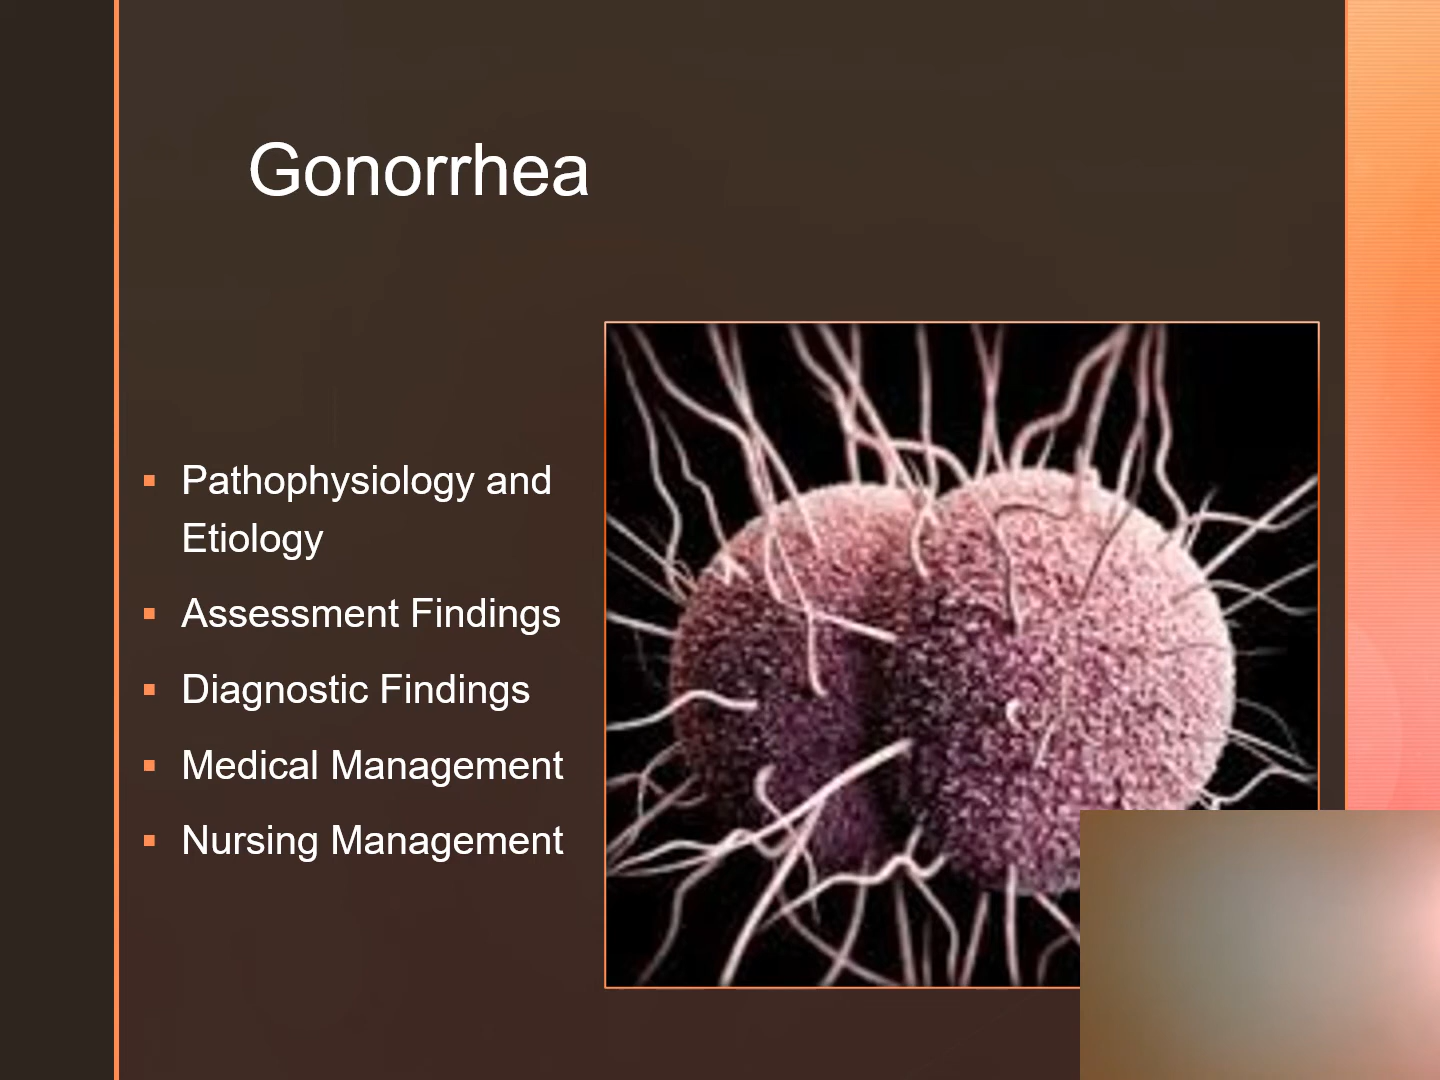 Gonorrhea
Pathophysiology and
Etiology
Assessment Findings
Diagnostic Findings
Medical Management
Nursing Management